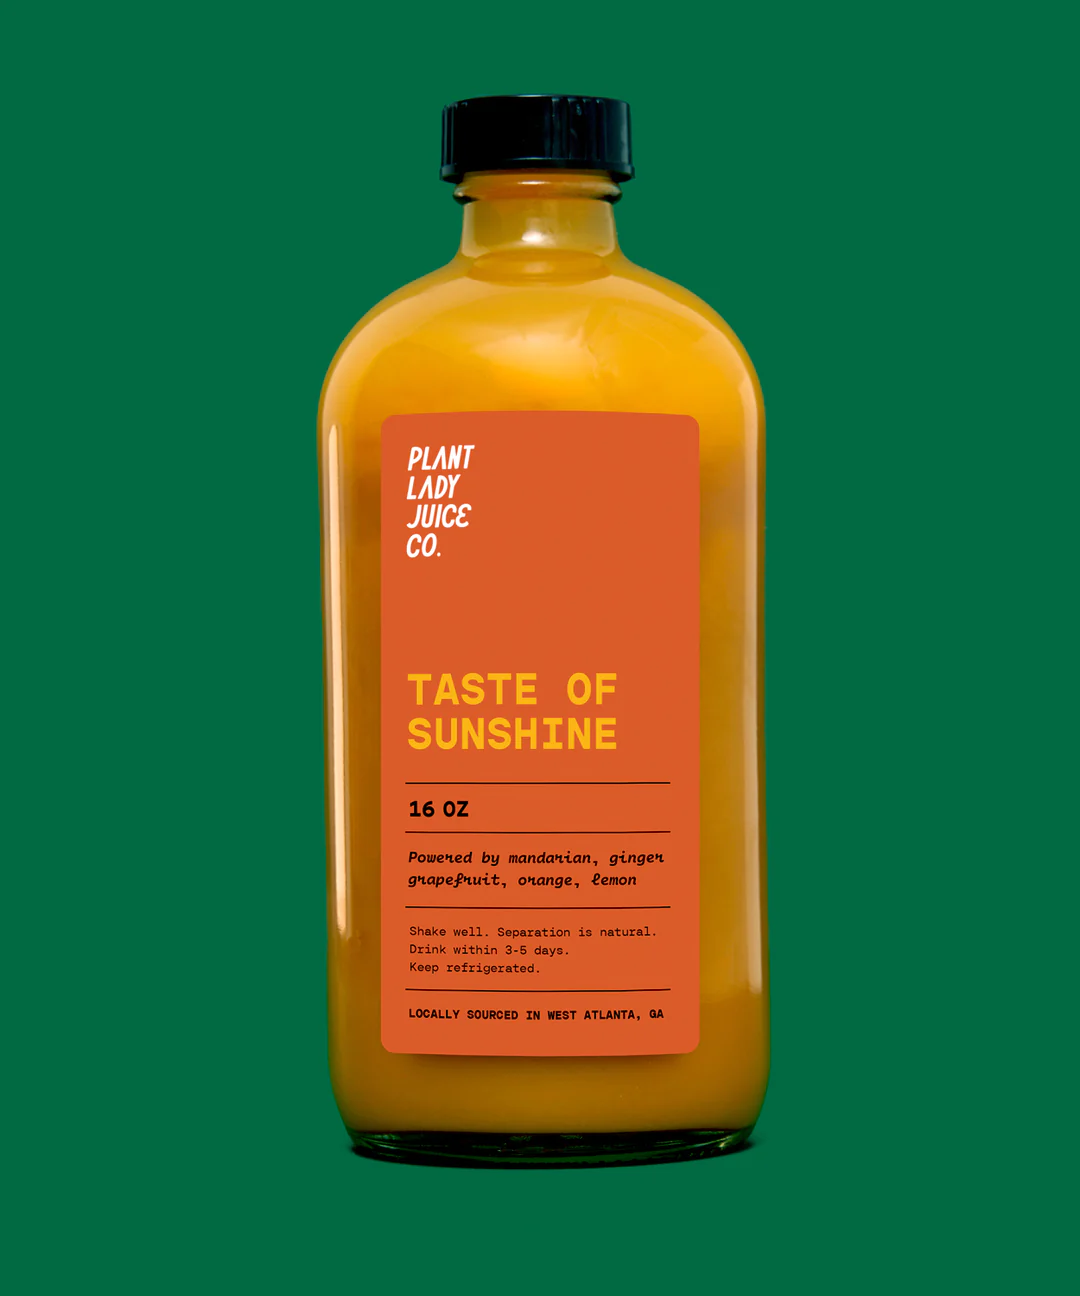 PLANT
LADY
JUICE
CO.
TASTE OF
SUNSHINE
16 OZ
Powered by mandarian, ginger
grapefruit, orange, lemon
Shake well. Separation is natural.
Drink within 3-5 days.
Keep refrigerated.
LOCALLY SOURCED IN WEST ATLANTA, GA